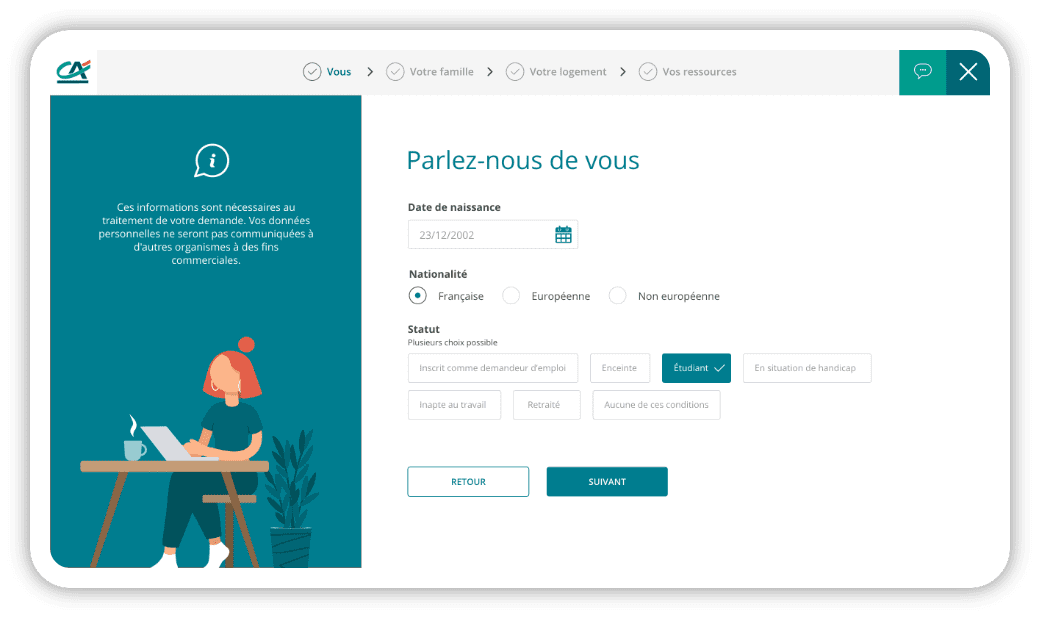 CA
Vous
Votre famille
Votre logement
Vos ressources
i
Ces informations sont nécessaires au
traitement de votre demande. Vos données
personnelles ne seront pas communiquées à
d'autres organismes à des fins
commerciales.
Parlez-nous de vous
Date de naissance
23/12/2002
Nationalité
Française Européenne Non européenne
Statut
Plusieurs choix possible
Inscrit comme demandeur d'emploi Enceinte Étudiant En situation de handicap
Inapte au travail Retraité Aucune de ces conditions
RETOUR SUIVANT